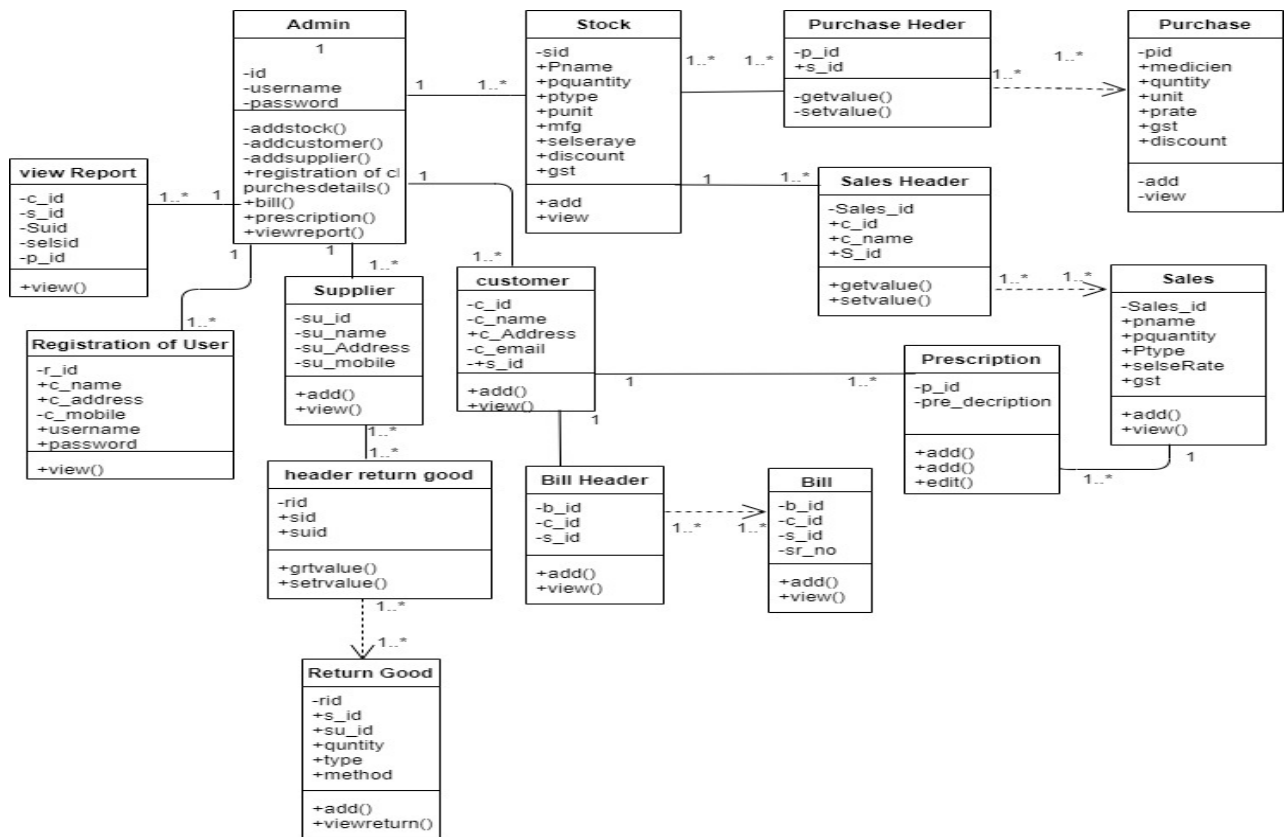 Admin
1
-id
-username
-password
-addstock()
-addcustomer()
-addsupplier()
+registration of cl
purchesdetails()
+bill()
+prescription()
+viewreport()
1
1..*
Stock
-sid
+Pname
+pquantity
+ptype
+punit
+mfg
+selseraye
+discount
+gst
+add
+view
1..*
1..*
Purchase Heder
-p_id
+s_id
-getvalue()
-setvalue()
1..*
1..*
Purchase
-pid
+medicien
+quntity
+unit
+prate
+gst
+discount
-add
-view
view Report
-c_id
-s_id
-Suid
-selsid
-p_id
+view()
1..*
1
1
1..*
1
1..*
1
1..*
1
1..*
Sales Header
-Sales_id
+c_id
+c_name
+S_id
+getvalue()
+setvalue()
1..*
1..*
Sales
-Sales_id
+pname
+pquantity
+Ptype
+selseRate
+gst
+add()
+view()
Registration of User
-r_id
+c_name
+c_address
-c_mobile
+username
+password
+view()
Supplier
-su_id
-su_name
-su_Address
-su_mobile
+add()
+view()
1..*
1..*
customer
-c_id
-c_name
+c_Address
-c_email
-+s_id
+add()
+view()
1
1..*
1
Prescription
-p_id
-pre_decription
+add()
+add()
+edit()
1
1..*
header return good
-rid
+sid
+suid
+grtvalue()
+setrvalue()
1..*
1..*
Bill Header
-b_id
-c_id
-s_id
+add()
+view()
1..*
1..*
Bill
-b_id
-c_id
-s_id
-sr_no
+add()
+view()
Return Good
-rid
+s_id
+su_id
+quntity
+type
+method
+add()
+viewreturn()